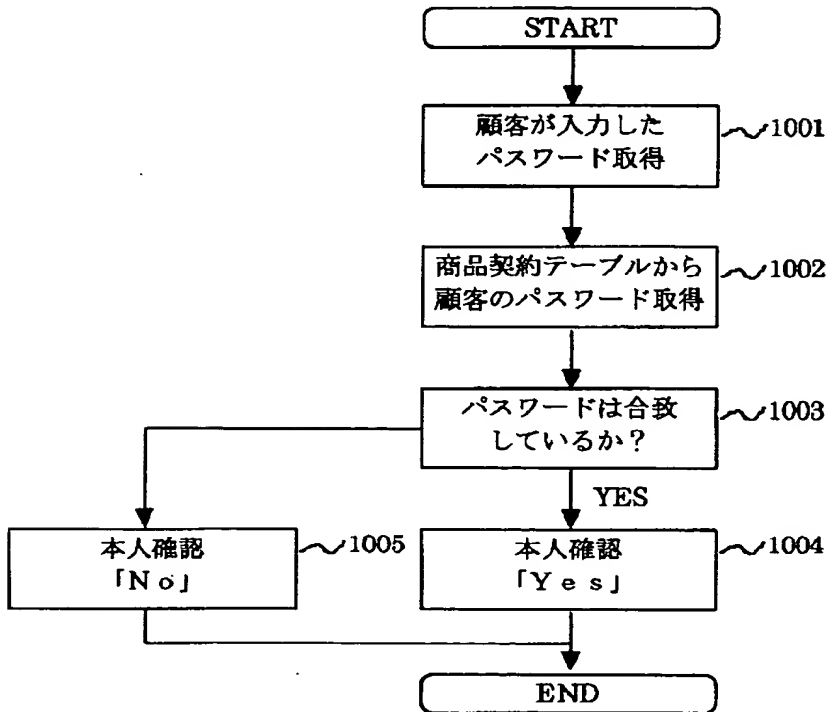 START
顧客が入力した
パスワード取得
1001
商品契約テーブルから
顧客のパスワード取得
1002
パスワードは合致
しているか？
1003
YES
本人確認
「No」
1005
本人確認
「Yes」
1004
END